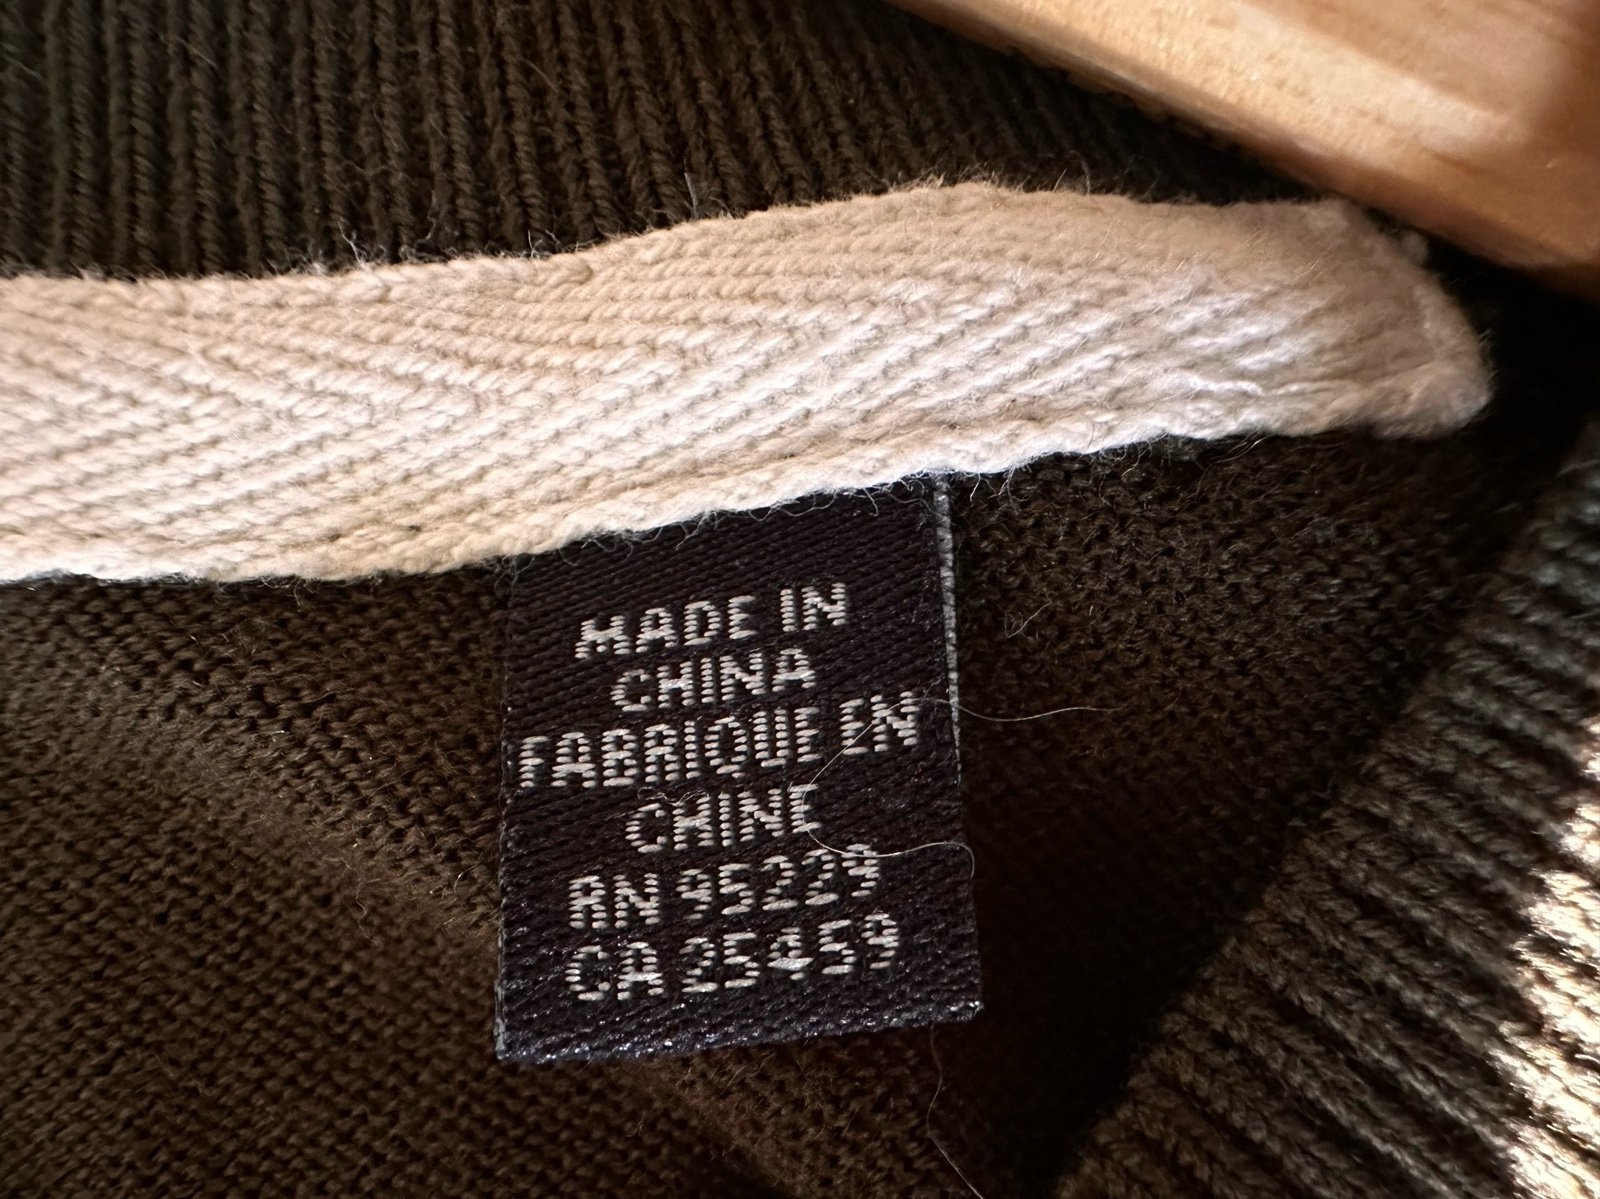 MADE IN
CHINA
FABRIQUE EN
CHINE
RN 95229
CA 25459